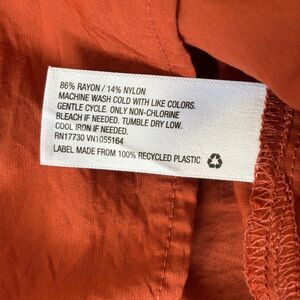 86% RAYON / 14% NYLON
MACHINE WASH COLD WITH LIKE COLORS.
GENTLE CYCLE. ONLY NON-CHLORINE
BLEACH IF NEEDED. TUMBLE DRY LOW.
COOL IRON IF NEEDED.
RN17730 VN1055164
LABEL MADE FROM 100% RECYCLED PLASTIC